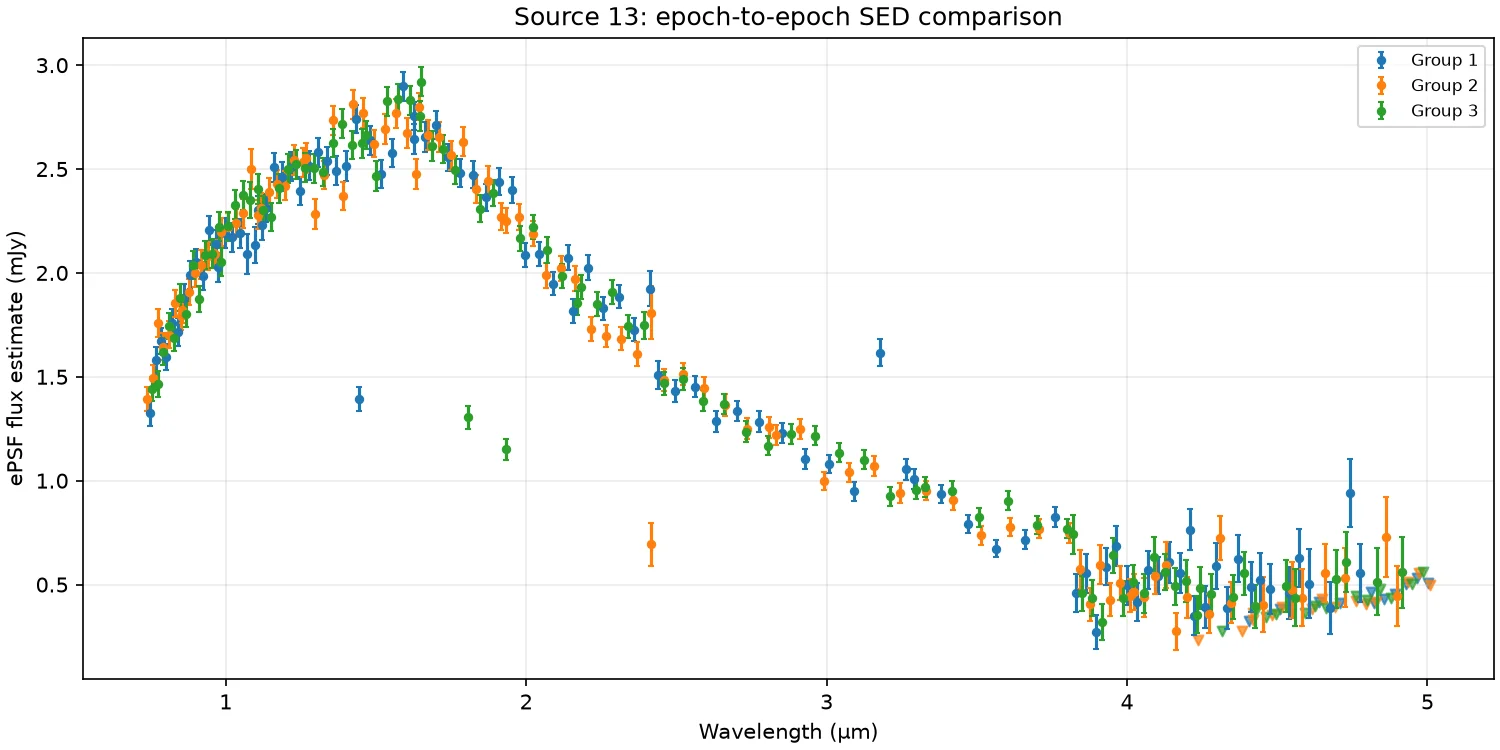 Source 13: epoch-to-epoch SED comparison
ePSF flux estimate (mJy)
3.0
2.5
2.0
1.5
1.0
0.5
Group 1
Group 2
Group 3
1 2 3 4 5
Wavelength (µm)